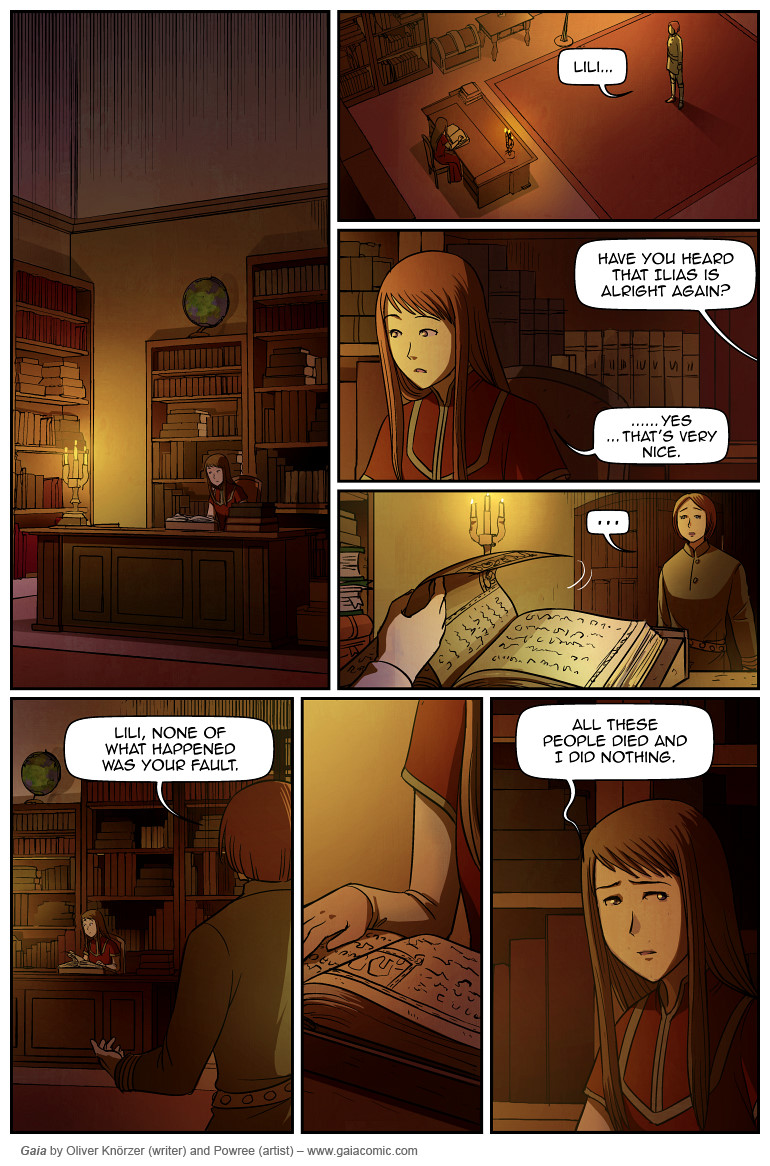 LILI...
HAVE YOU HEARD
THAT ILIAS IS
ALRIGHT AGAIN?
......YES
...THAT'S VERY
NICE.
...
LILI, NONE OF
WHAT HAPPENED
WAS YOUR FAULT.
ALL THESE
PEOPLE DIED AND
I DID NOTHING.
Gaia by Oliver Knörzer (writer) and Powree (artist) – www.gaiacomic.com